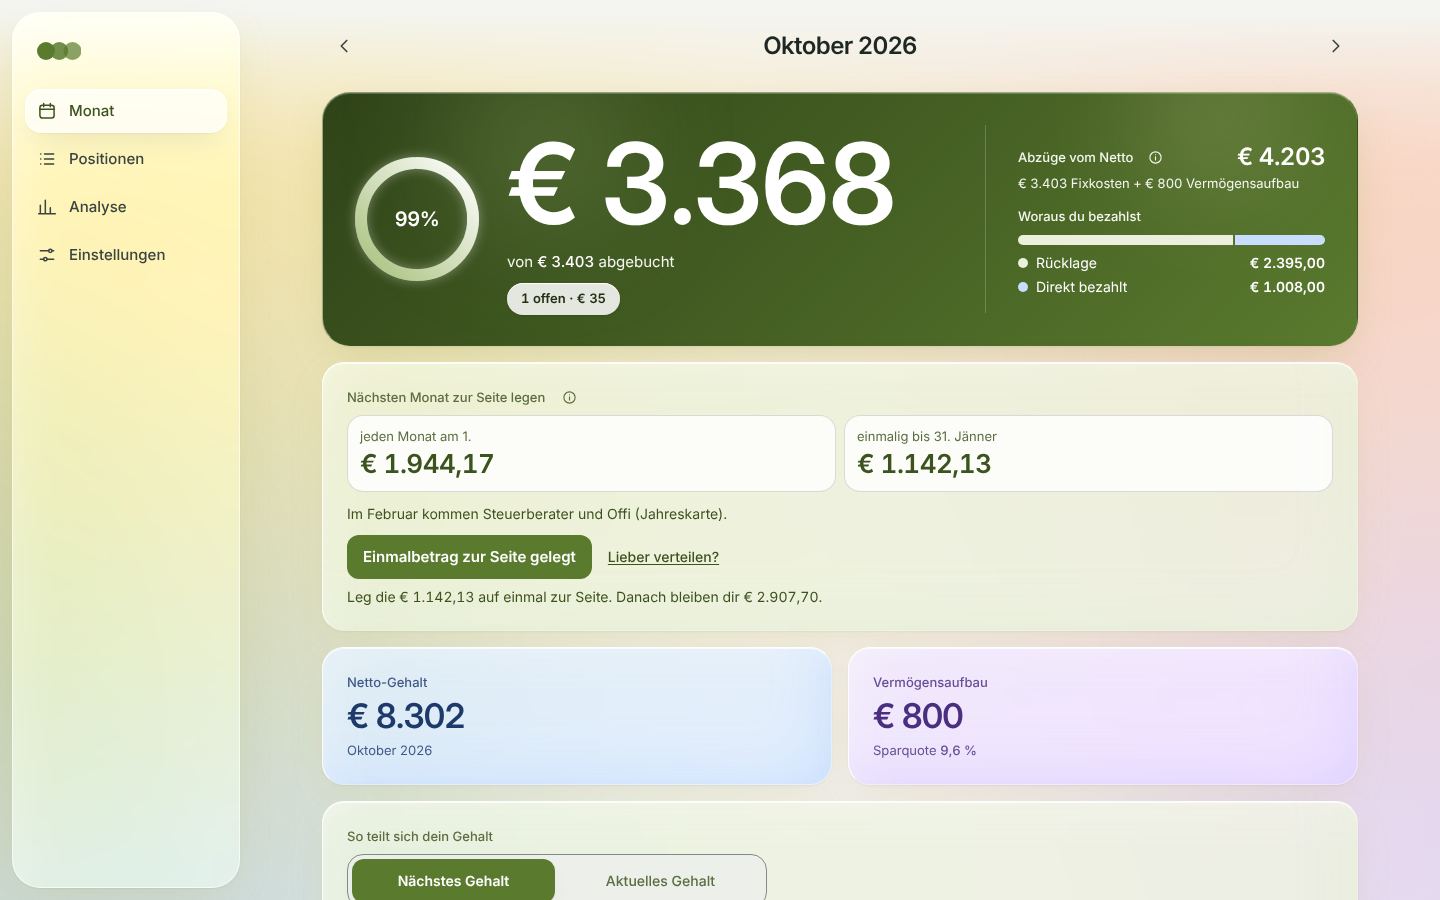 Oktober 2026
Monat
Positionen
Analyse
Einstellungen
99%
€ 3.368
von € 3.403 abgebucht
1 offen · € 35
Abzüge vom Netto
€ 4.203
€ 3.403 Fixkosten + € 800 Vermögensaufbau
Woraus du bezahlst
Rücklage € 2.395,00
Direkt bezahlt € 1.008,00
Nächsten Monat zur Seite legen
jeden Monat am 1.
€ 1.944,17
einmalig bis 31. Jänner
€ 1.142,13
Im Februar kommen Steuerberater und Offi (Jahreskarte).
Einmalbetrag zur Seite gelegt
Lieber verteilen?
Leg die € 1.142,13 auf einmal zur Seite. Danach bleiben dir € 2.907,70.
Netto-Gehalt
€ 8.302
Oktober 2026
Vermögensaufbau
€ 800
Sparquote 9,6 %
So teilt sich dein Gehalt
Nächstes Gehalt
Aktuelles Gehalt